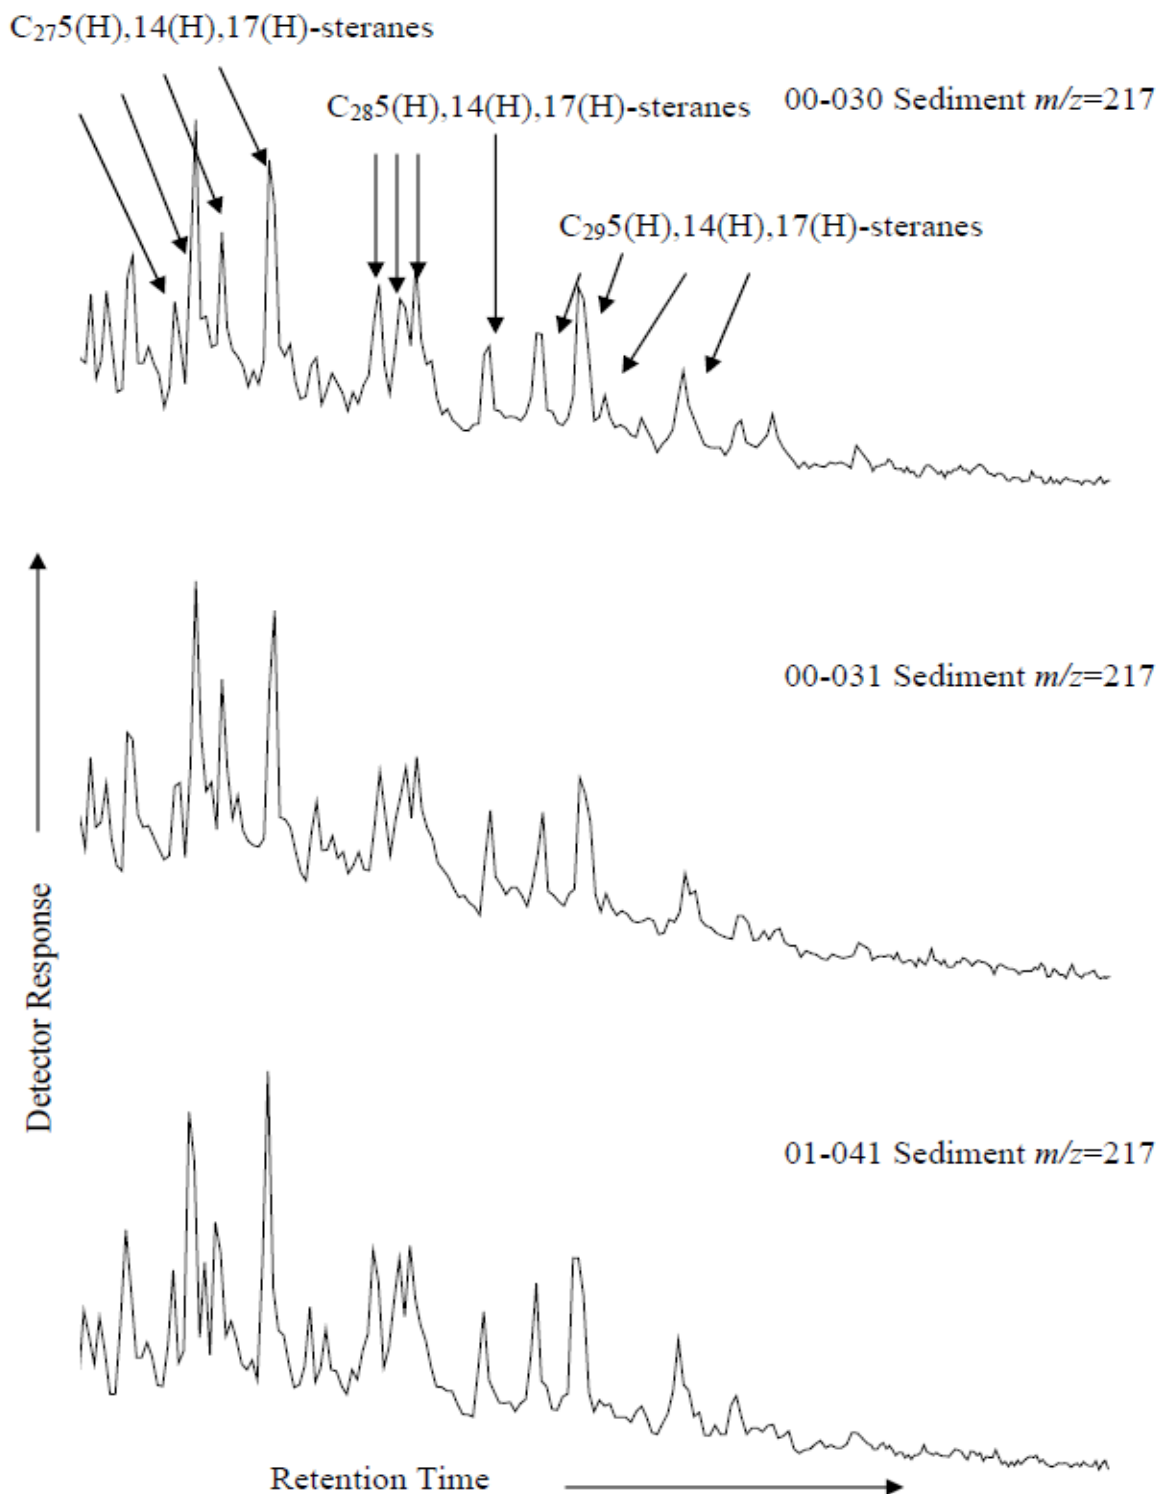 C₂₇5(H),14(H),17(H)-steranes
C₂₈5(H),14(H),17(H)-steranes
00-030 Sediment m/z=217
C₂₉5(H),14(H),17(H)-steranes
00-031 Sediment m/z=217
Detector Response
01-041 Sediment m/z=217
Retention Time